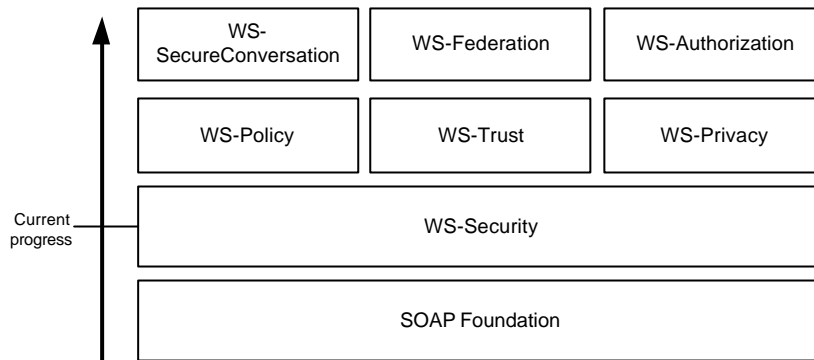 WS-
SecureConversation
WS-Federation
WS-Authorization
WS-Policy
WS-Trust
WS-Privacy
Current
progress
WS-Security
SOAP Foundation